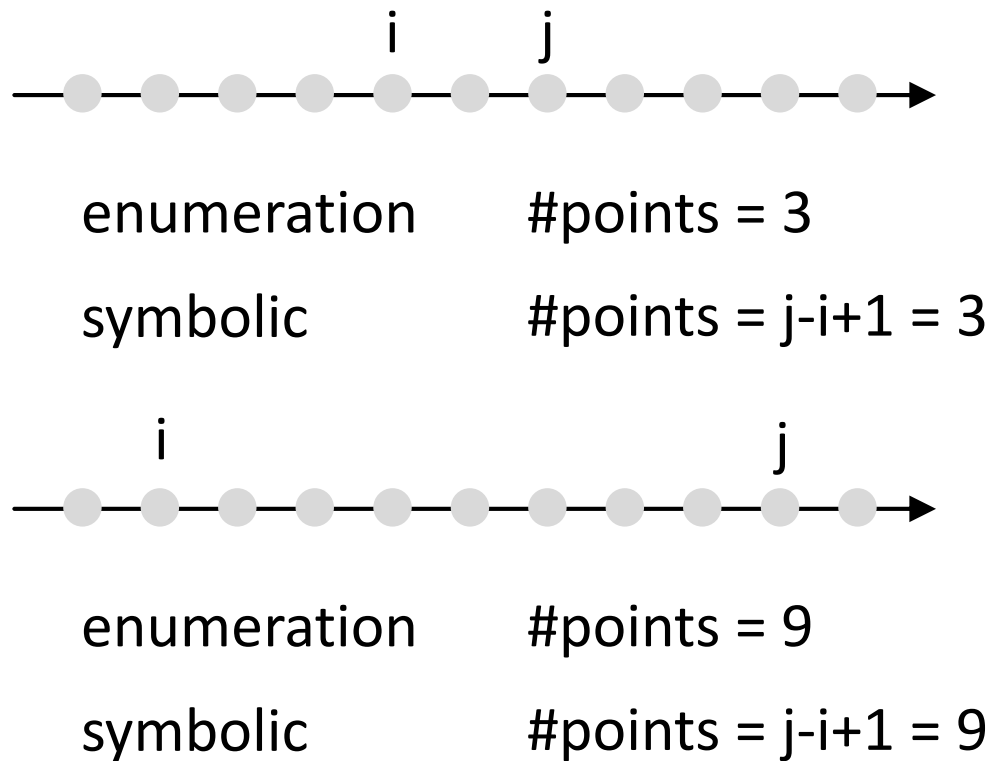 i j
enumeration #points = 3
symbolic #points = j-i+1 = 3
i j
enumeration #points = 9
symbolic #points = j-i+1 = 9